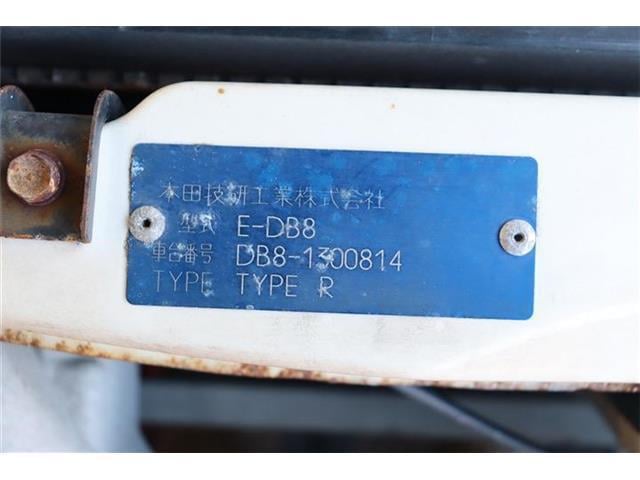 本田技研工業株式会社
型式 E-DB8
車台番号 DB8-1300814
TYPE TYPE R